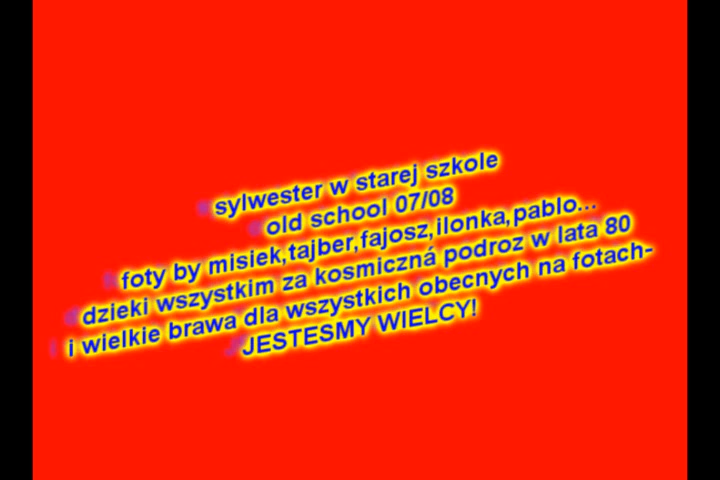 sylwester w starej szkole
old school 07/08
foty by misiek,tajber,fajosz,ilonka,pablo...
dzieki wszystkim za kosmiczná podroz w lata 80
i wielkie brawa dla wszystkich obecnych na fotach-
JESTESMY WIELCY!